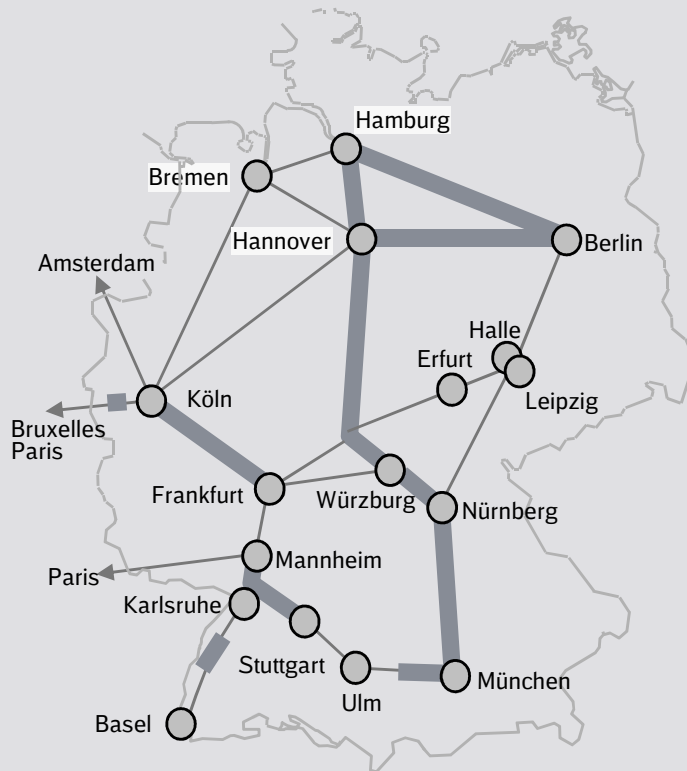 Hamburg
Bremen
Hannover
Berlin
Amsterdam
Halle
Erfurt
Köln
Leipzig
Bruxelles
Paris
Frankfurt
Würzburg
Nürnberg
Mannheim
Paris
Karlsruhe
Stuttgart
München
Ulm
Basel